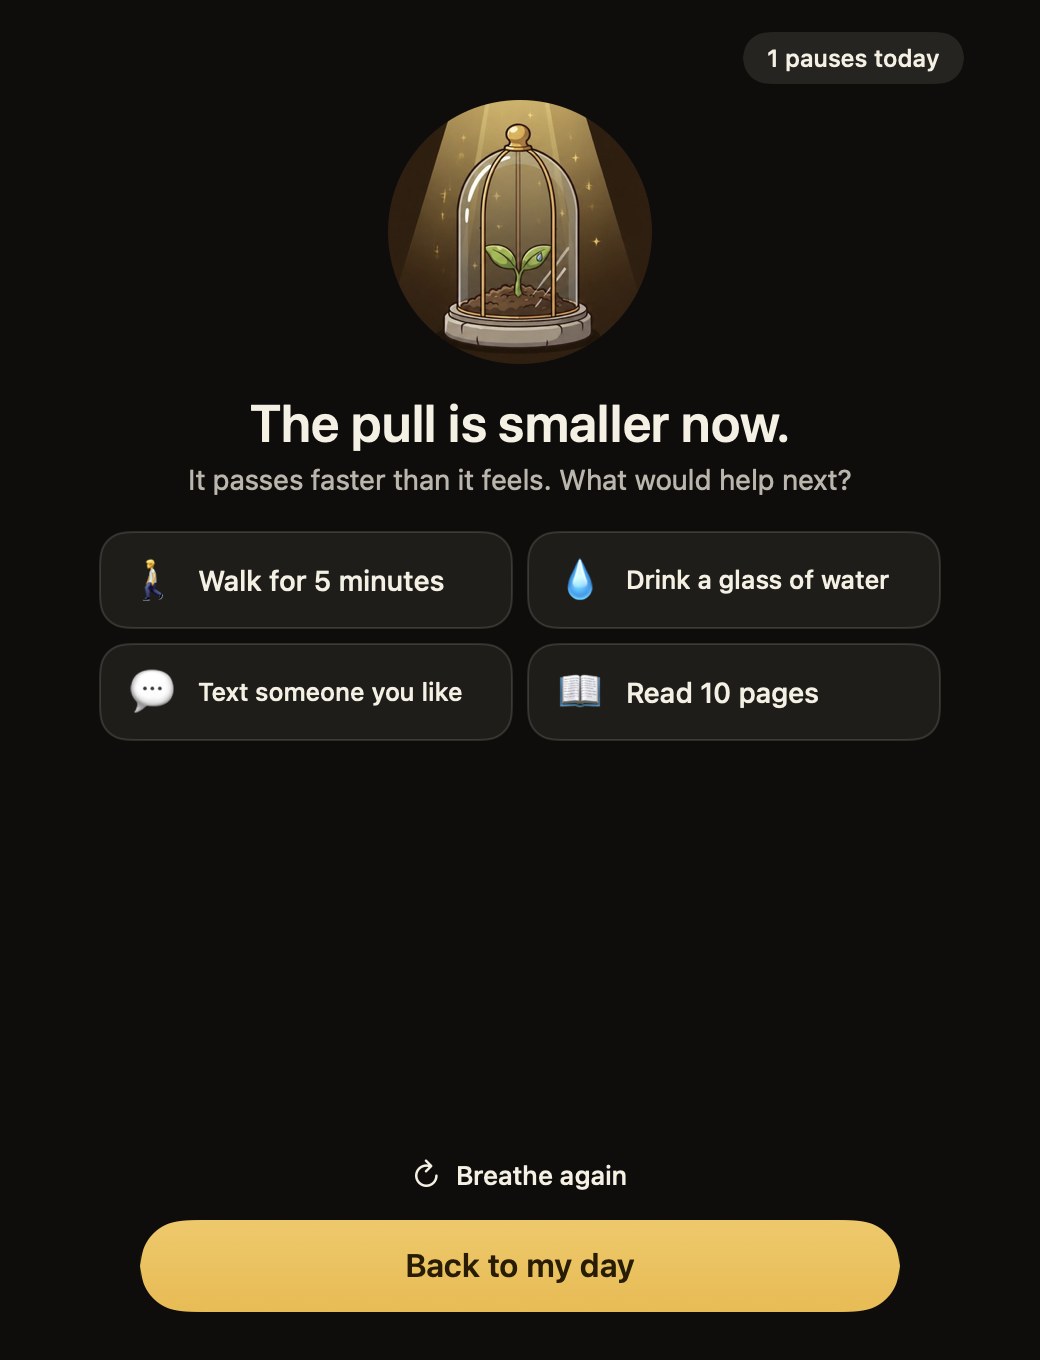 1 pauses today
The pull is smaller now.
It passes faster than it feels. What would help next?
Walk for 5 minutes
Drink a glass of water
Text someone you like
Read 10 pages
Breathe again
Back to my day